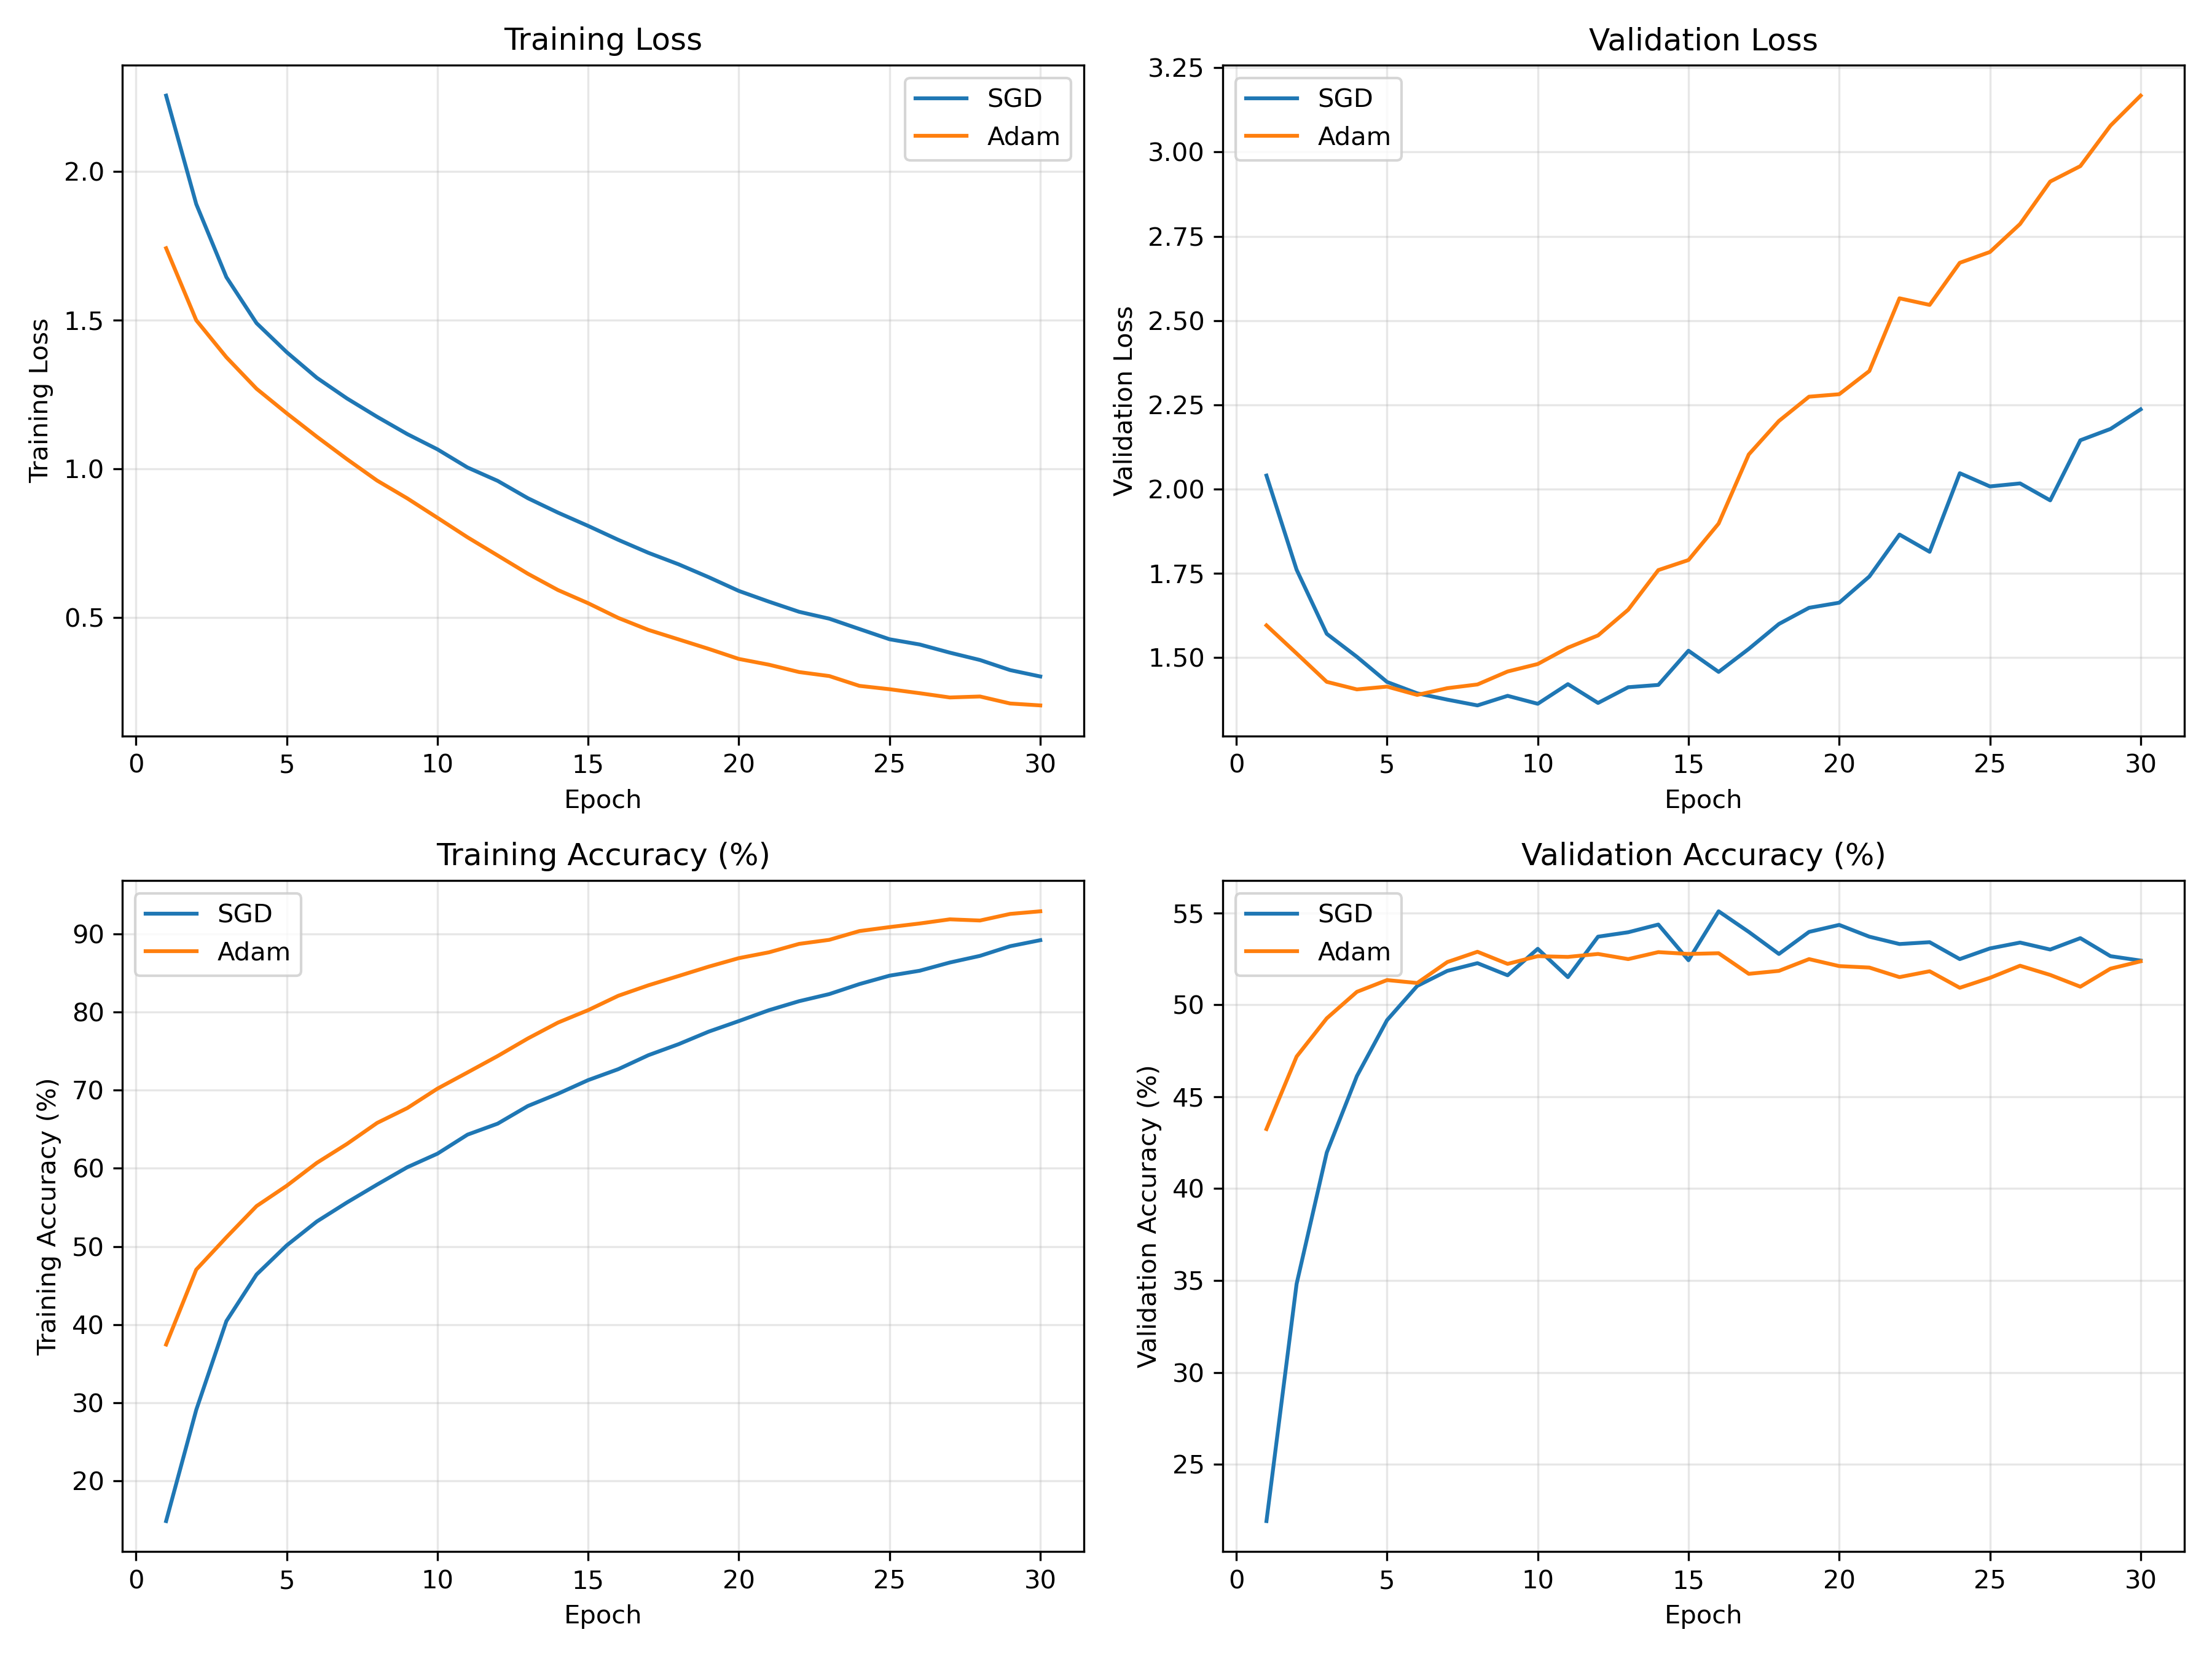 Training Loss
Training Loss
2.0
1.5
1.0
0.5
SGD
Adam
0 5 10 15 20 25 30
Epoch
Validation Loss
Validation Loss
3.25
3.00
2.75
2.50
2.25
2.00
1.75
1.50
SGD
Adam
0 5 10 15 20 25 30
Epoch
Training Accuracy (%)
Training Accuracy (%)
90
80
70
60
50
40
30
20
SGD
Adam
0 5 10 15 20 25 30
Epoch
Validation Accuracy (%)
Validation Accuracy (%)
55
50
45
40
35
30
25
SGD
Adam
0 5 10 15 20 25 30
Epoch